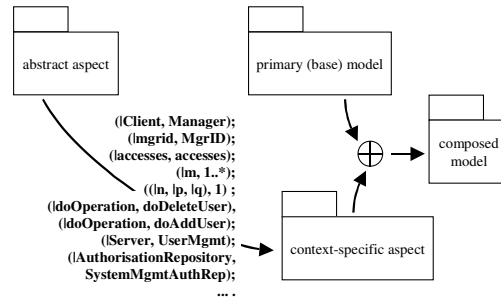 abstract aspect
primary (base) model
(|Client, Manager);
(|mgrid, MgrID);
(|accesses, accesses);
(|m, 1..*);
((|n, |p, |q), 1) ;
(|doOperation, doDeleteUser),
(|doOperation, doAddUser);
(|Server, UserMgmt);
(|AuthorisationRepository,
SystemMgmtAuthRep);
... .
composed
model
context-specific aspect